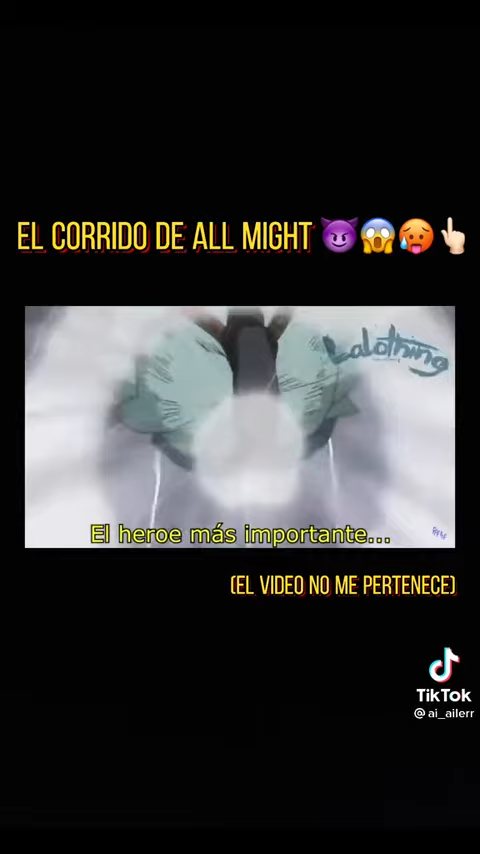 EL CORRIDO DE ALL MIGHT 😈😱🥵👆🏻
Lalothing
El heroe más importante...
(EL VIDEO NO ME PERTENECE)
TikTok
@ai_ailerr